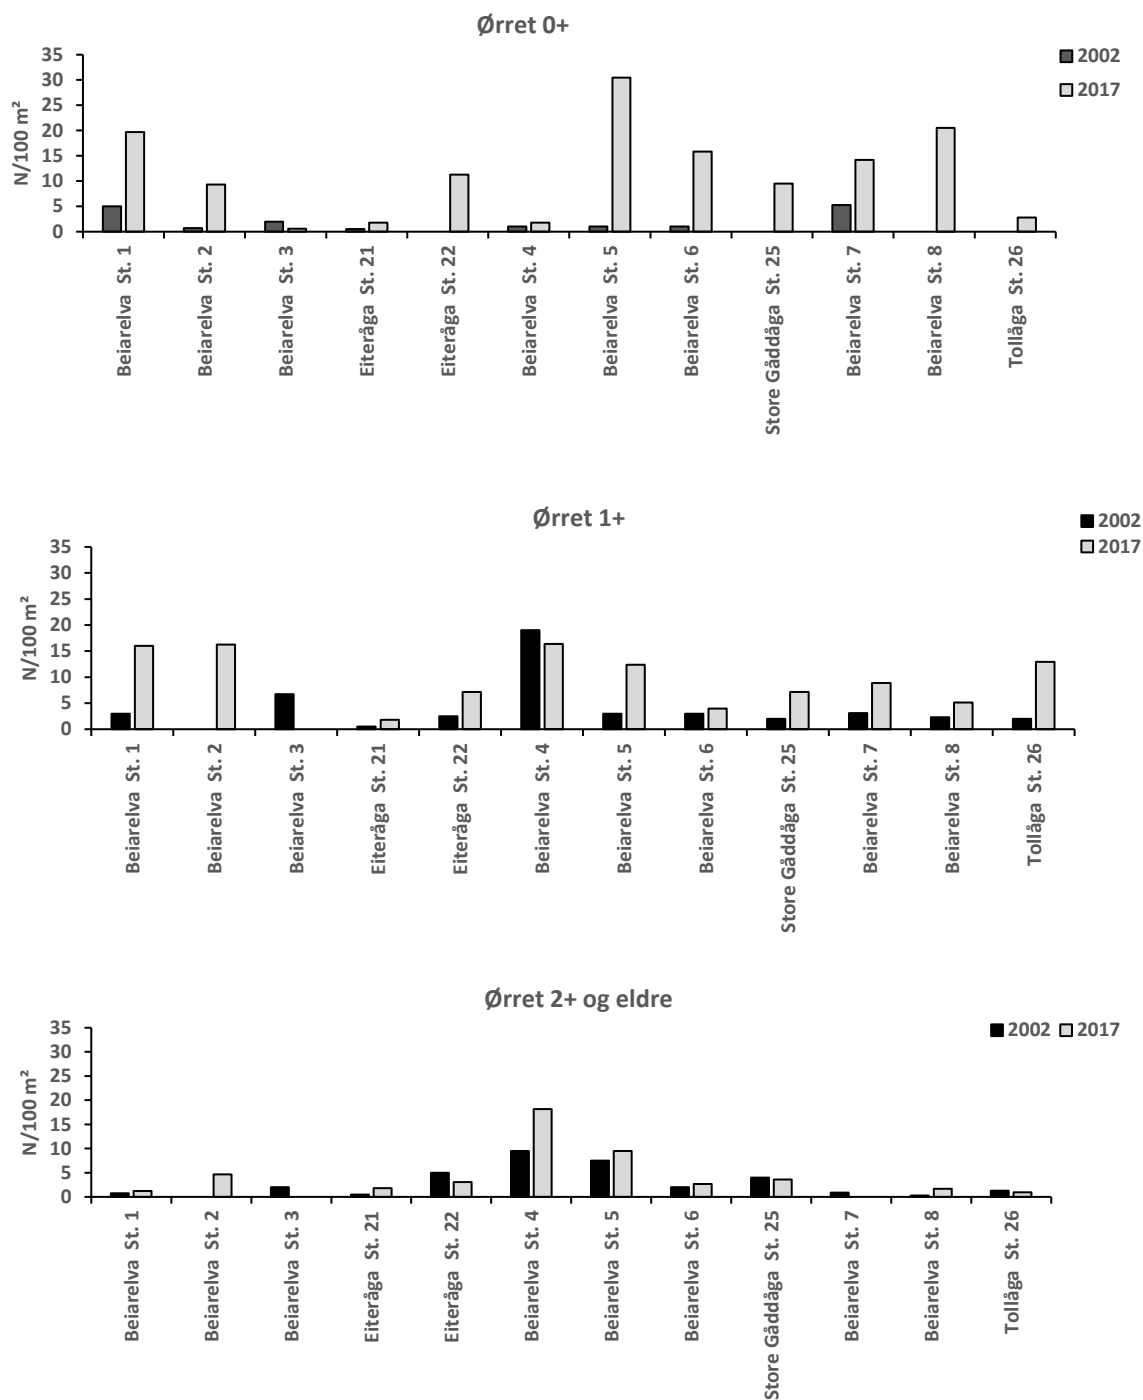 Ørret 0+
2002
2017
N/100 m²
35
30
25
20
15
10
5
0
Beiarelva St. 1
Beiarelva St. 2
Beiarelva St. 3
Eiteråga St. 21
Eiteråga St. 22
Beiarelva St. 4
Beiarelva St. 5
Beiarelva St. 6
Store Gåddåga St. 25
Beiarelva St. 7
Beiarelva St. 8
Tollåga St. 26
Ørret 1+
2002
2017
N/100 m²
35
30
25
20
15
10
5
0
Beiarelva St. 1
Beiarelva St. 2
Beiarelva St. 3
Eiteråga St. 21
Eiteråga St. 22
Beiarelva St. 4
Beiarelva St. 5
Beiarelva St. 6
Store Gåddåga St. 25
Beiarelva St. 7
Beiarelva St. 8
Tollåga St. 26
Ørret 2+ og eldre
2002 2017
N/100 m²
35
30
25
20
15
10
5
0
Beiarelva St. 1
Beiarelva St. 2
Beiarelva St. 3
Eiteråga St. 21
Eiteråga St. 22
Beiarelva St. 4
Beiarelva St. 5
Beiarelva St. 6
Store Gåddåga St. 25
Beiarelva St. 7
Beiarelva St. 8
Tollåga St. 26